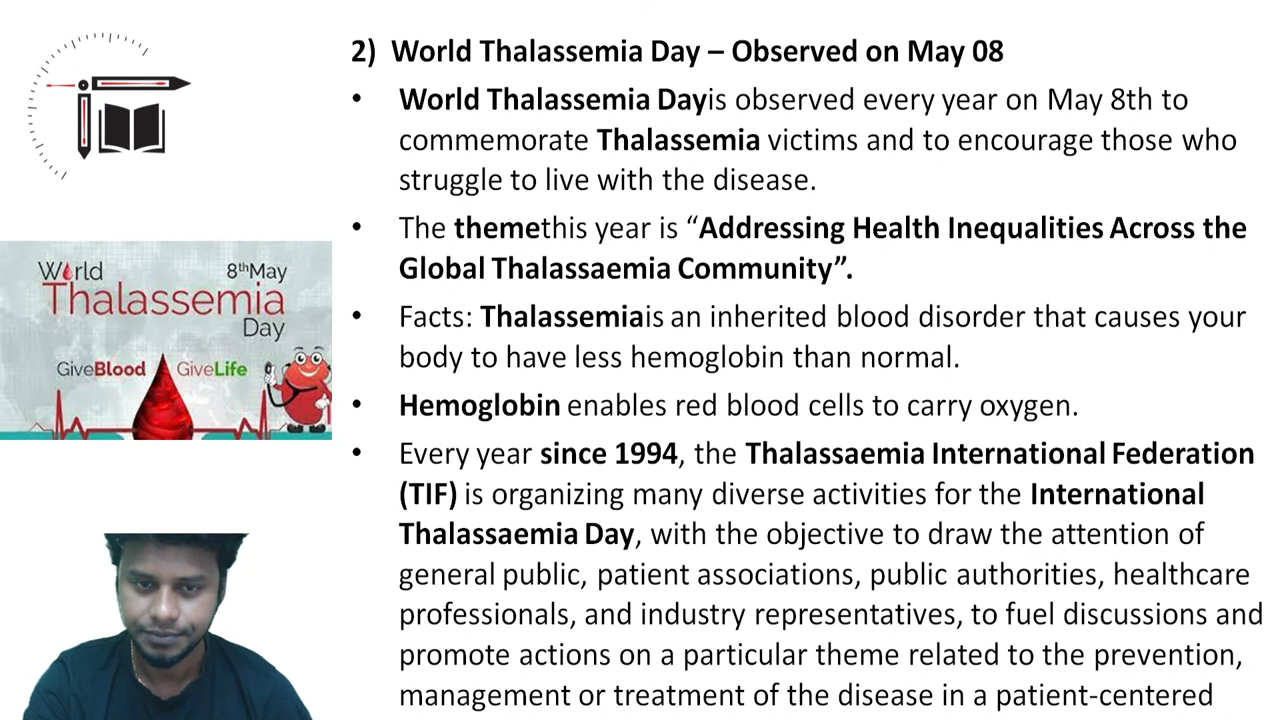 2) World Thalassemia Day – Observed on May 08
• World Thalassemia Dayis observed every year on May 8th to
commemorate Thalassemia victims and to encourage those who
struggle to live with the disease.
• The themethis year is “Addressing Health Inequalities Across the
Global Thalassaemia Community”.
• Facts: Thalassemiais an inherited blood disorder that causes your
body to have less hemoglobin than normal.
• Hemoglobin enables red blood cells to carry oxygen.
• Every year since 1994, the Thalassaemia International Federation
(TIF) is organizing many diverse activities for the International
Thalassaemia Day, with the objective to draw the attention of
general public, patient associations, public authorities, healthcare
professionals, and industry representatives, to fuel discussions and
promote actions on a particular theme related to the prevention,
management or treatment of the disease in a patient-centered
World 8thMay
Thalassemia
Day
GiveBlood GiveLife